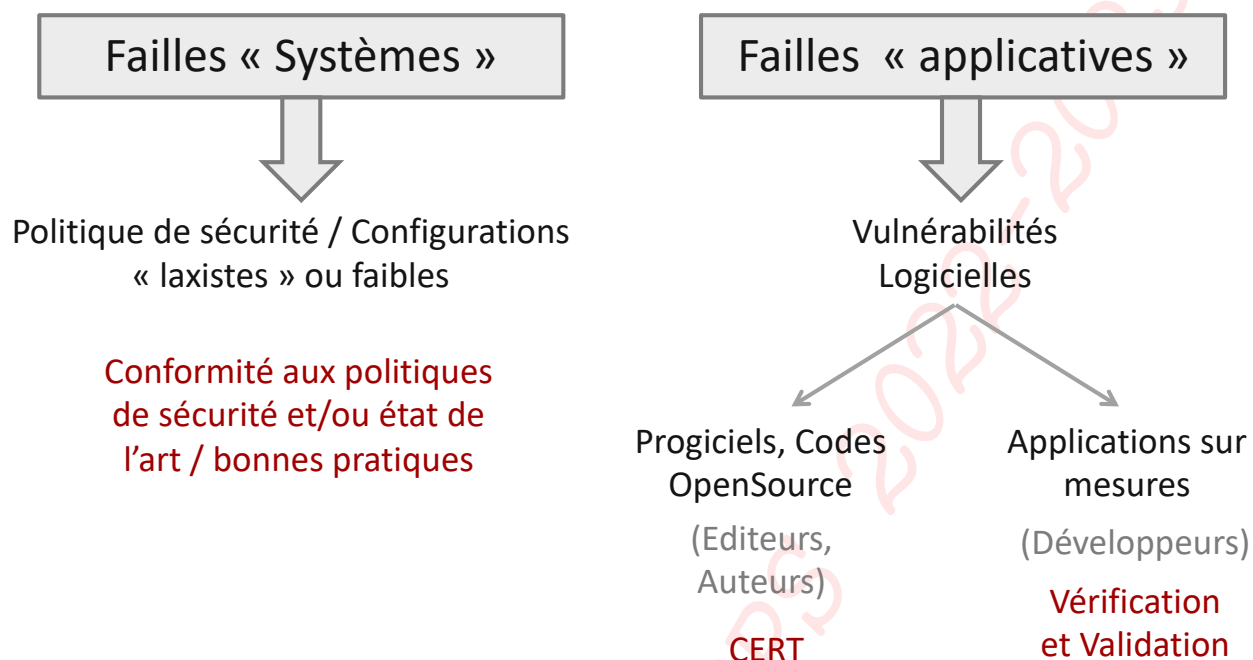 Failles « Systèmes »
Politique de sécurité / Configurations
« laxistes » ou faibles
Conformité aux politiques
de sécurité et/ou état de
l’art / bonnes pratiques
Failles « applicatives »
Vulnérabilités
Logicielles
Progiciels, Codes
OpenSource
(Editeurs,
Auteurs)
CERT
Applications sur
mesures
(Développeurs)
Vérification
et Validation